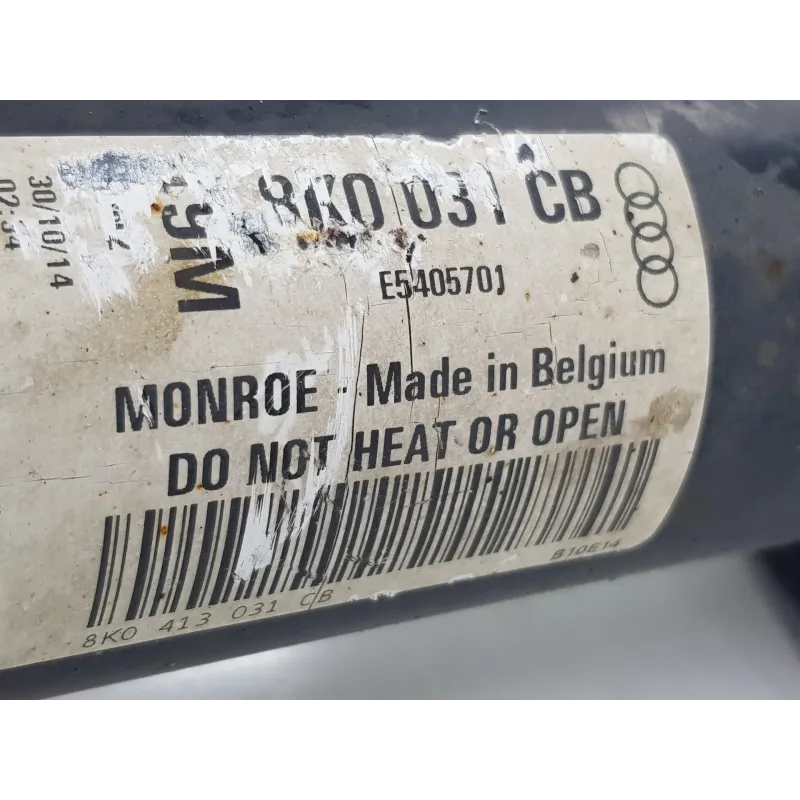 30/10/14
8K0 031 CB
E5405701
MONROE - Made in Belgium
DO NOT HEAT OR OPEN
8K0 413 031 CB
B10E14